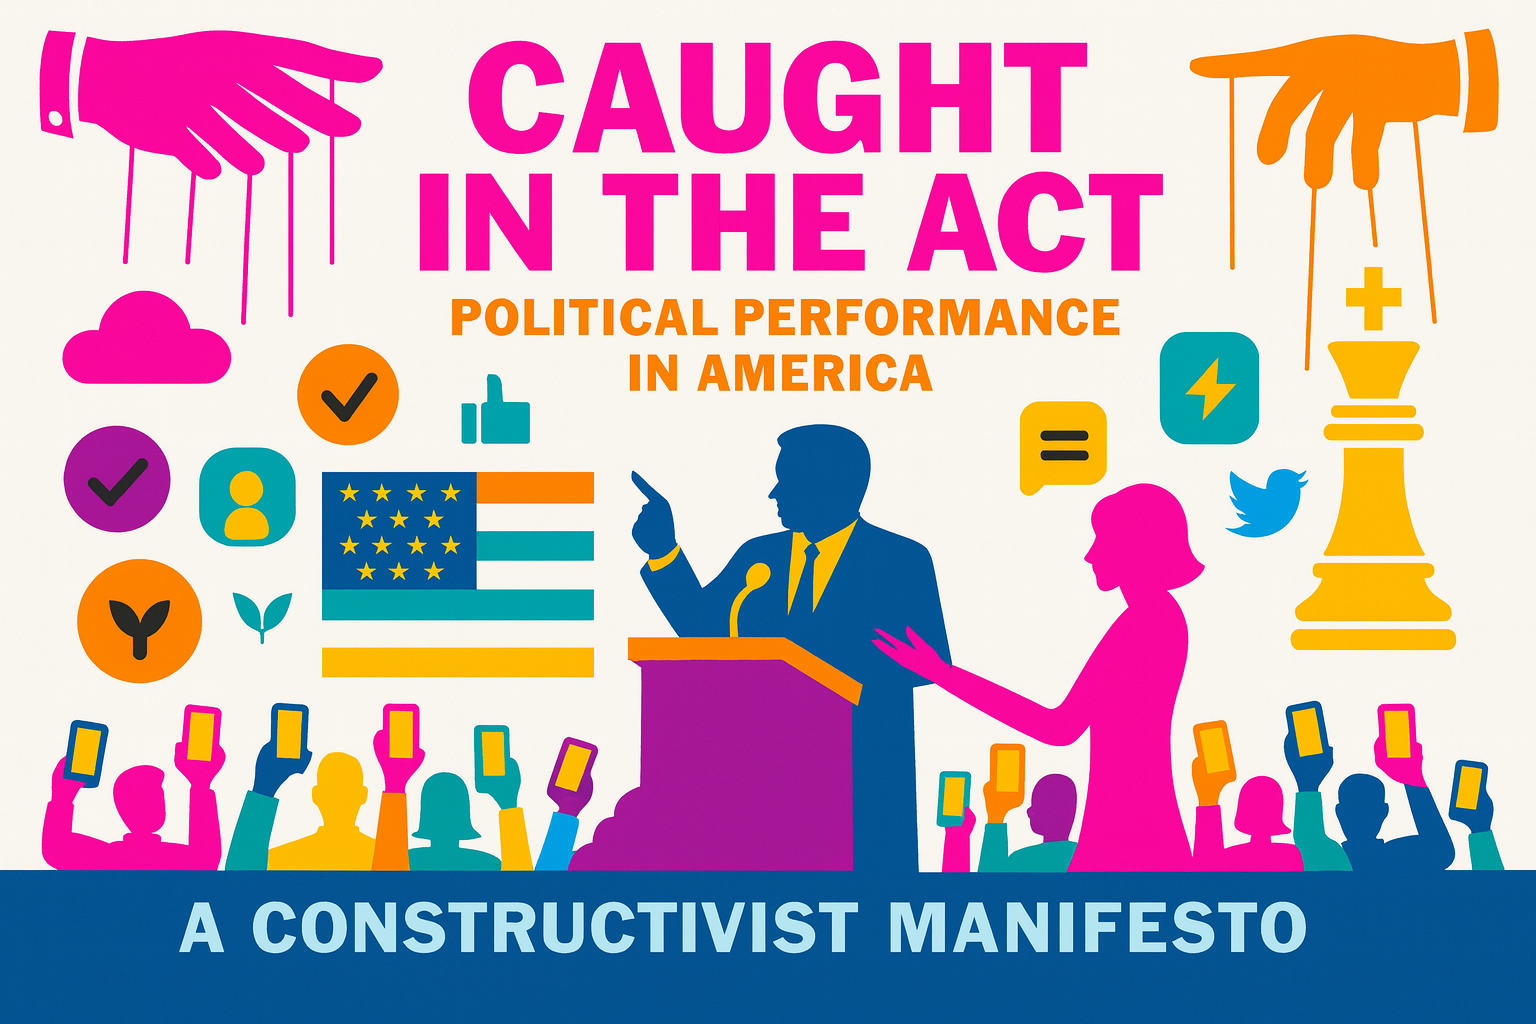 CAUGHT
IN THE ACT
POLITICAL PERFORMANCE
IN AMERICA
A CONSTRUCTIVIST MANIFESTO